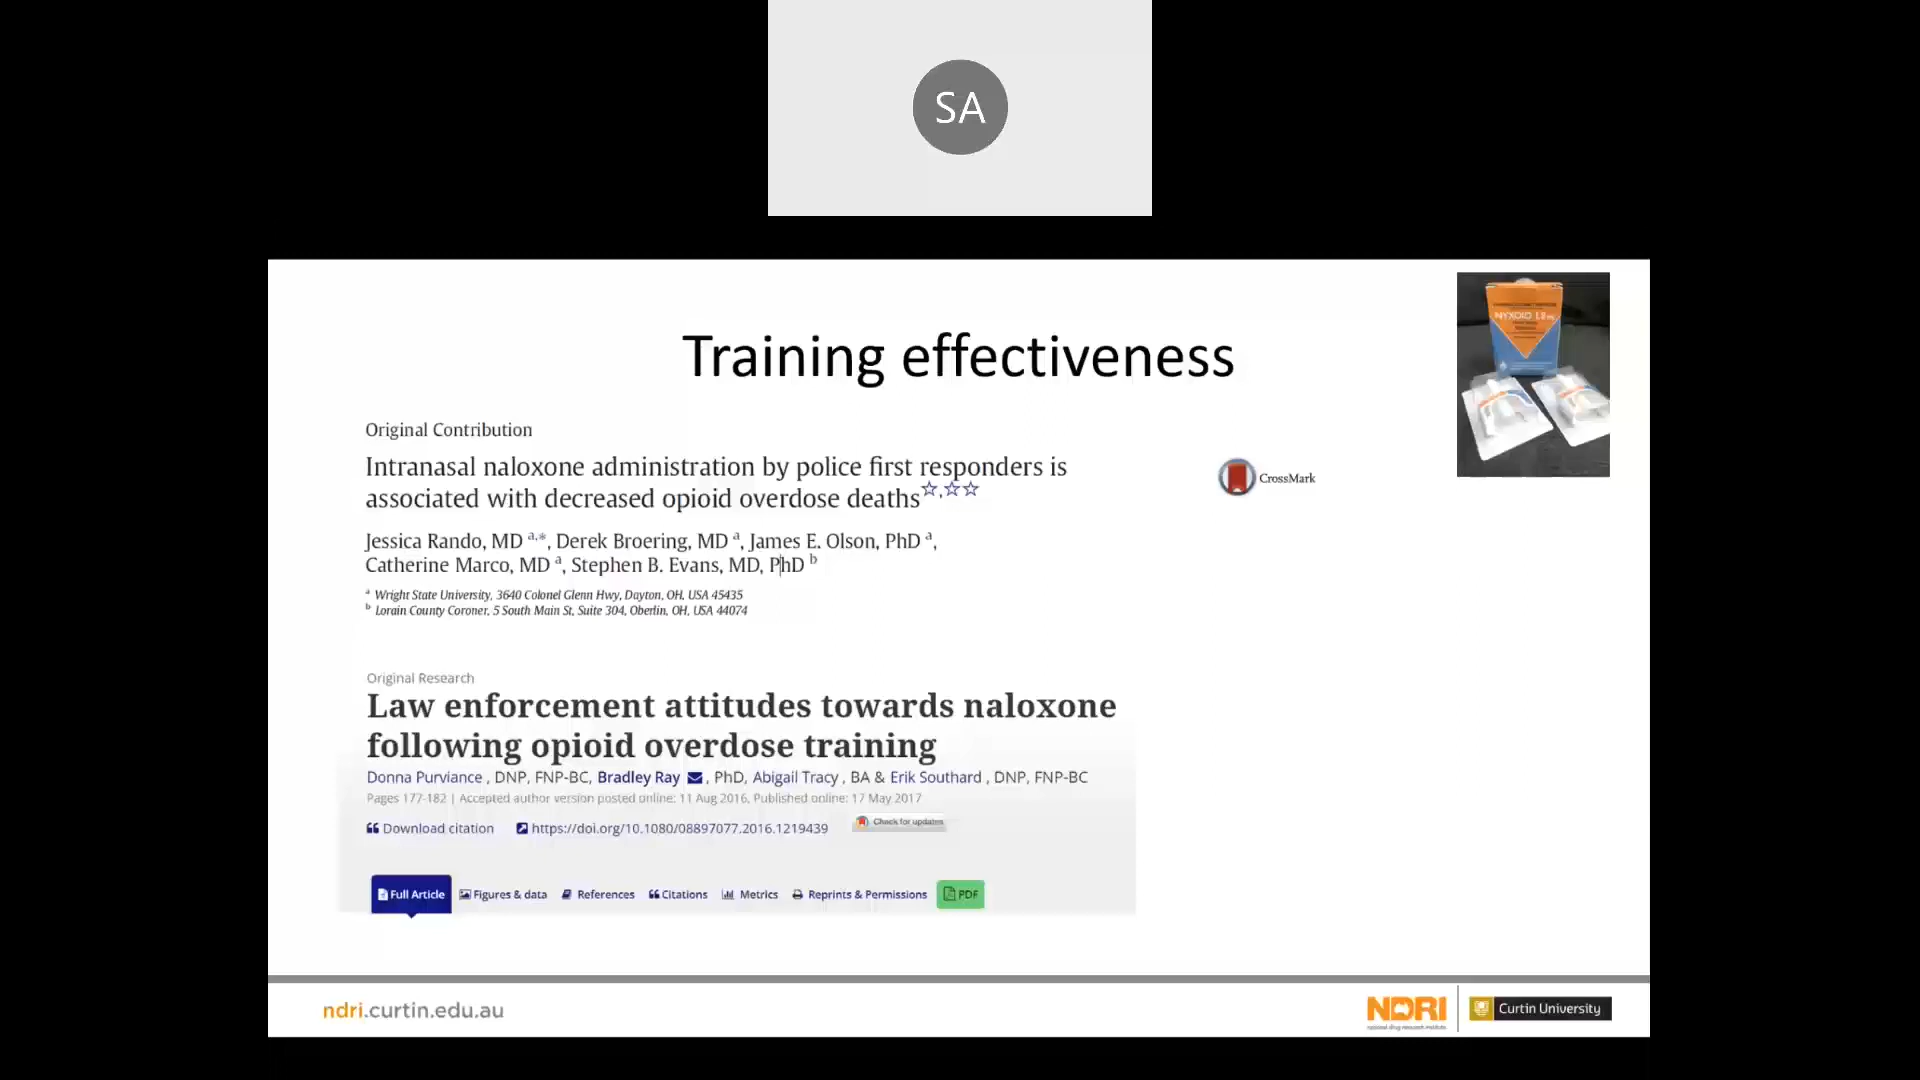 SA
NYXOID
Training effectiveness
Original Contribution
Intranasal naloxone administration by police first responders is
associated with decreased opioid overdose deaths☆,☆☆
CrossMark
Jessica Rando, MD a,*, Derek Broering, MD a, James E. Olson, PhD a,
Catherine Marco, MD a, Stephen B. Evans, MD, PhD b
a Wright State University, 3640 Colonel Glenn Hwy, Dayton, OH, USA 45435
b Lorain County Coroner, 5 South Main St, Suite 304, Oberlin, OH, USA 44074
Original Research
Law enforcement attitudes towards naloxone
following opioid overdose training
Donna Purviance , DNP, FNP-BC, Bradley Ray , PhD, Abigail Tracy , BA & Erik Southard , DNP, FNP-BC
Pages 177-182 | Accepted author version posted online: 11 Aug 2016, Published online: 17 May 2017
Download citation https://doi.org/10.1080/08897077.2016.1219439 Check for updates
Full Article Figures & data References Citations Metrics Reprints & Permissions PDF
ndri.curtin.edu.au
NDRI Curtin University
national drug research institute